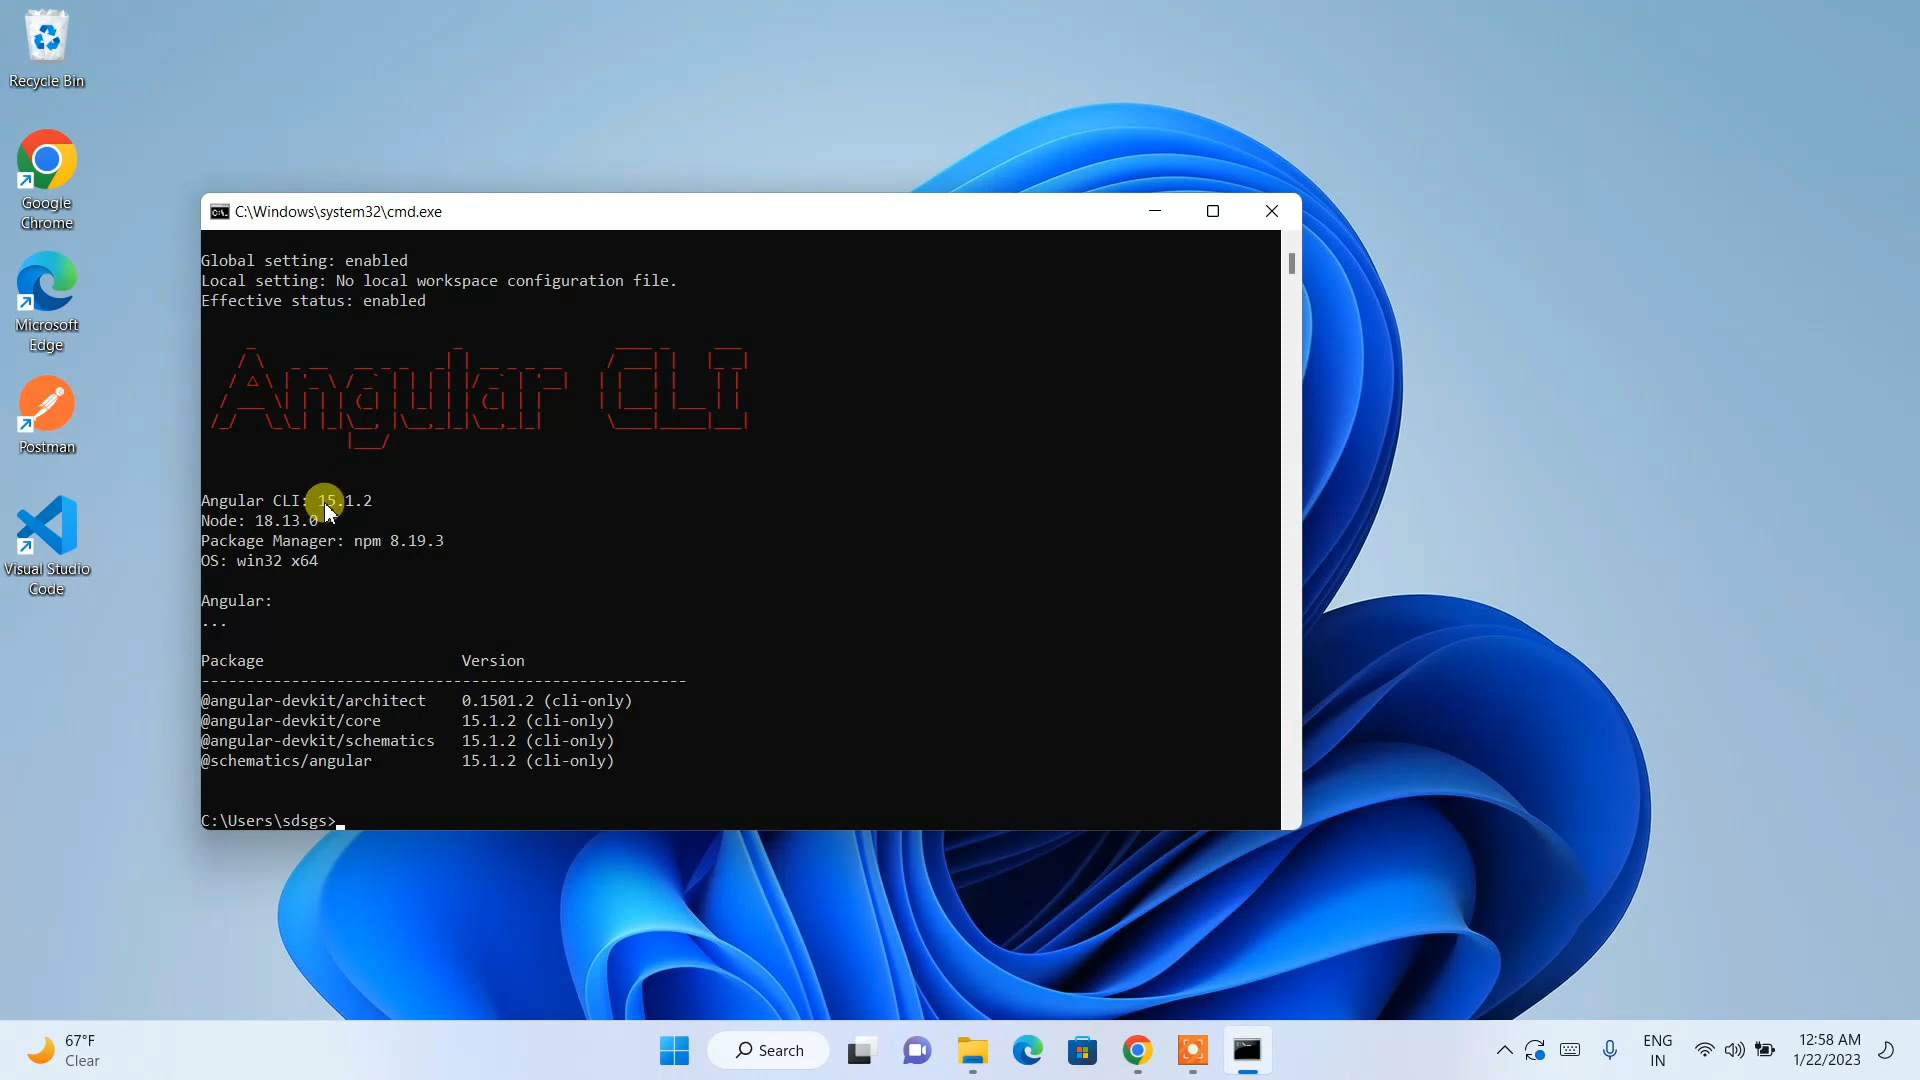 Recycle Bin
Google
Chrome
Microsoft
Edge
Postman
Visual Studio
Code
C:\Windows\system32\cmd.exe
Global setting: enabled
Local setting: No local workspace configuration file.
Effective status: enabled
Angular CLI
Angular CLI: 15.1.2
Node: 18.13.0
Package Manager: npm 8.19.3
OS: win32 x64
Angular:
...
Package Version
------------------------------------------------------
@angular-devkit/architect 0.1501.2 (cli-only)
@angular-devkit/core 15.1.2 (cli-only)
@angular-devkit/schematics 15.1.2 (cli-only)
@schematics/angular 15.1.2 (cli-only)
C:\Users\sdsgs>
67°F
Clear
Search
ENG
IN
12:58 AM
1/22/2023